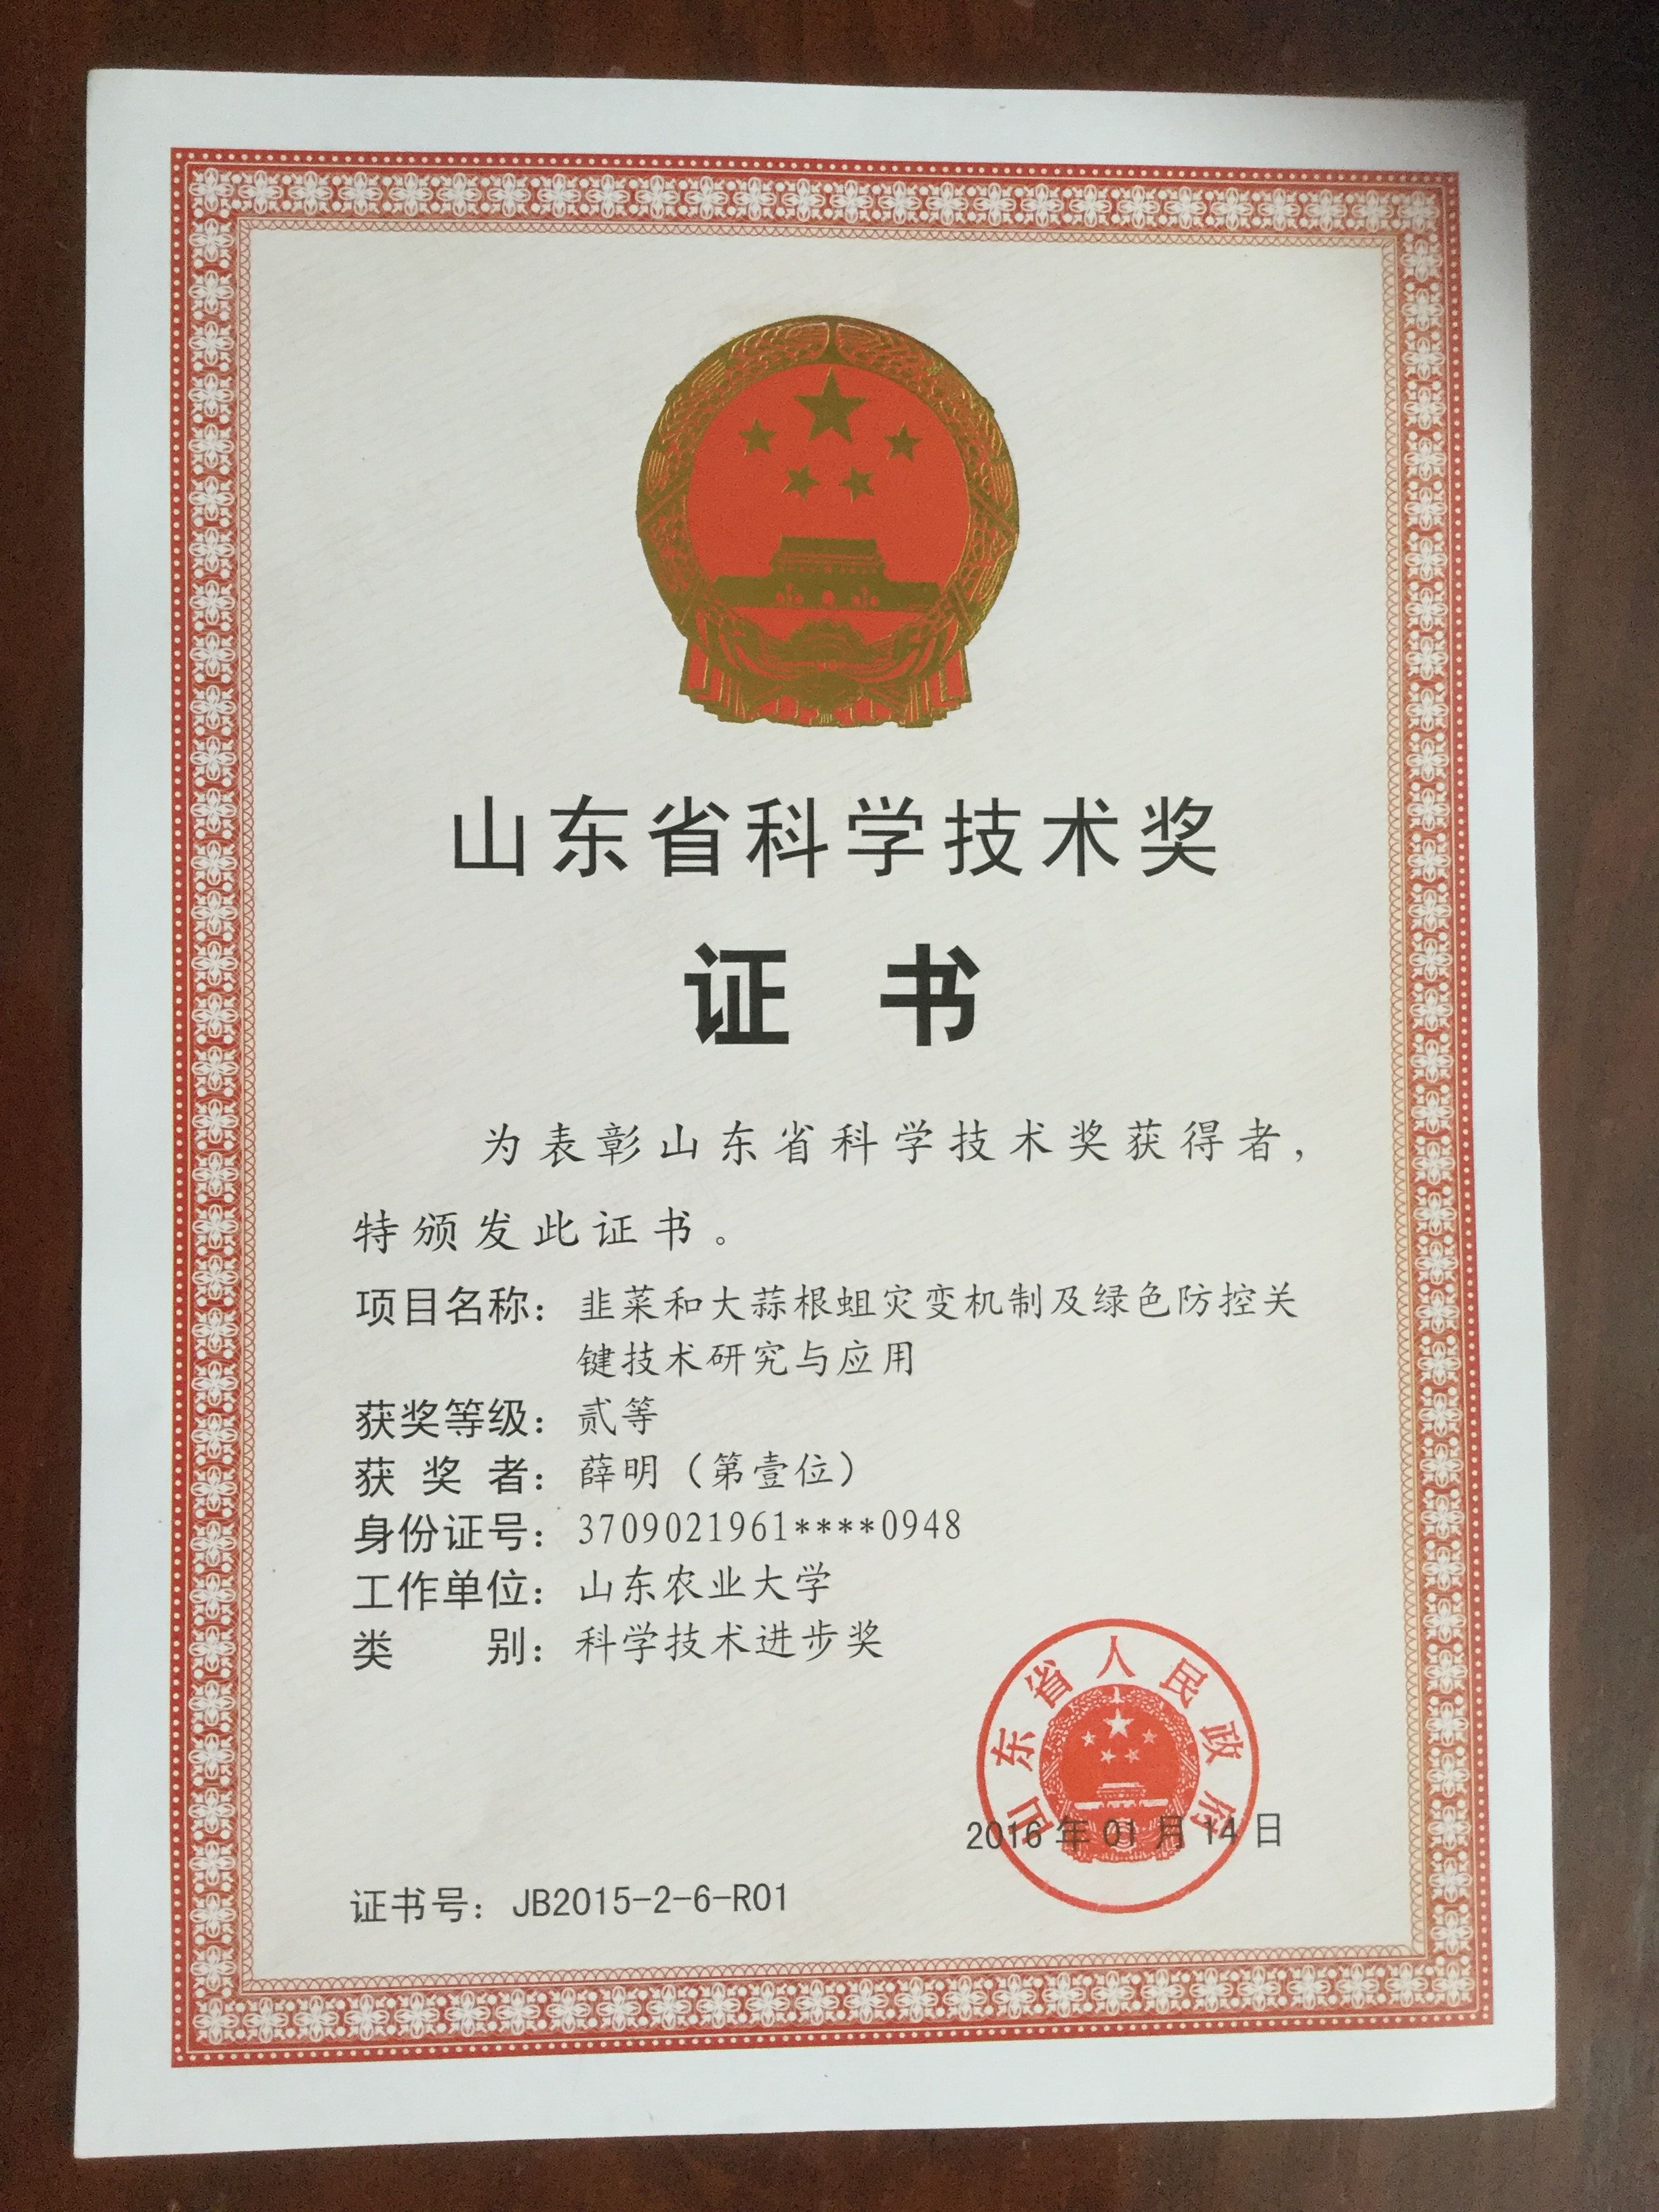 山东省科学技术奖
证书
为表彰山东省科学技术奖获得者，
特颁发此证书。
项目名称：韭菜和大蒜根蛆灾变机制及绿色防控关
键技术研究与应用
获奖等级：贰等
获奖者：薛明（第壹位）
身份证号：3709021961****0948
工作单位：山东农业大学
类别：科学技术进步奖
山东省人民政府
2016年01月14日
证书号：JB2015-2-6-R01